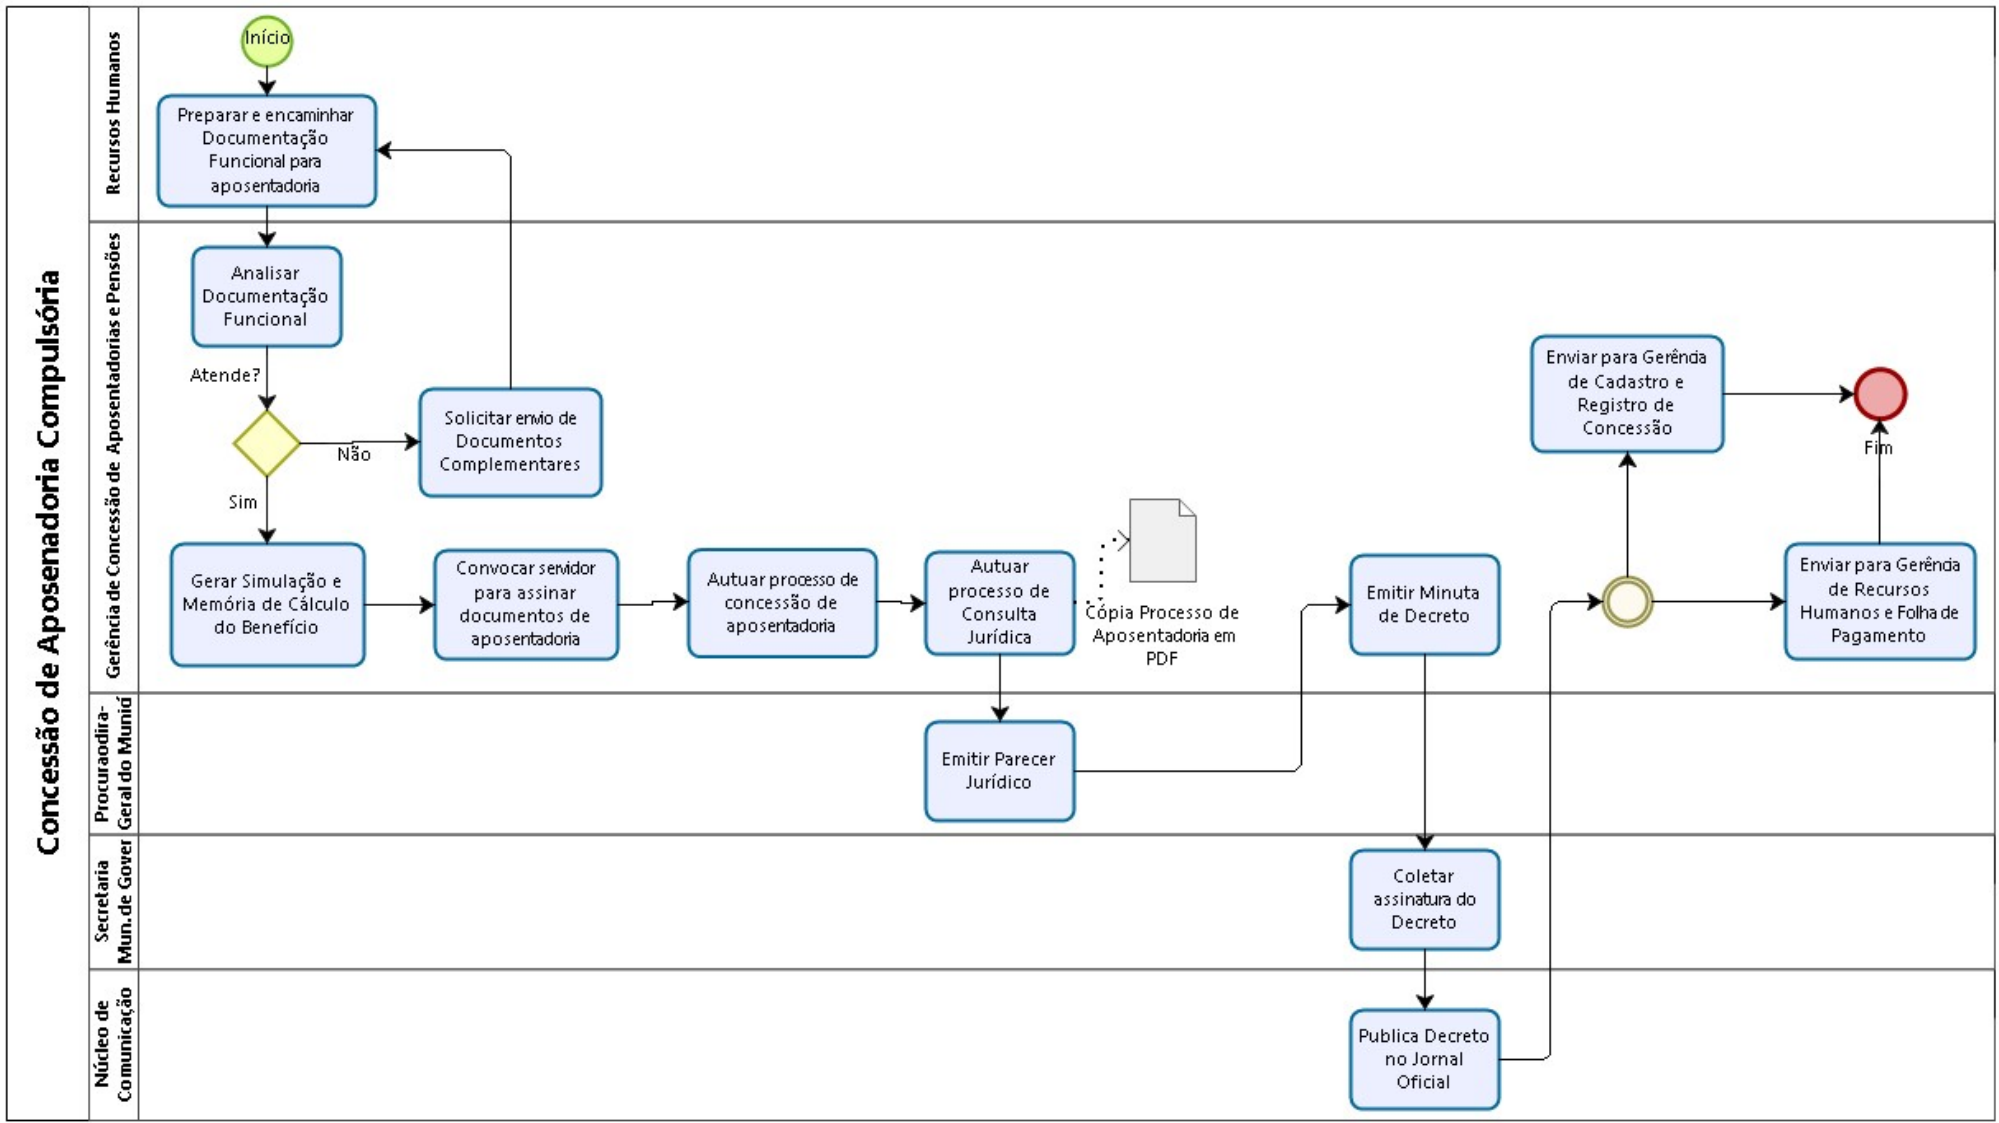 Concessão de Aposenadoria Compulsória
Recursos Humanos
Início
Preparar e encaminhar
Documentação
Funcional para
aposentadoria
Gerência de Concessão de Aposentadorias e Pensões
Analisar
Documentação
Funcional
Atende?
Não
Sim
Solicitar envio de
Documentos
Complementares
Gerar Simulação e
Memória de Cálculo
do Benefício
Convocar servidor
para assinar
documentos de
aposentadoria
Autuar processo de
concessão de
aposentadoria
Autuar
processo de
Consulta
Jurídica
Cópia Processo de
Aposentadoria em
PDF
Emitir Minuta
de Decreto
Enviar para Gerência
de Cadastro e
Registro de
Concessão
Fim
Enviar para Gerência
de Recursos
Humanos e Folha de
Pagamento
Procuraodira-
Geral do Municí
Emitir Parecer
Jurídico
Secretaria
Mun.de Gover
Coletar
assinatura do
Decreto
Núcleo de
Comunicação
Publica Decreto
no Jornal
Oficial